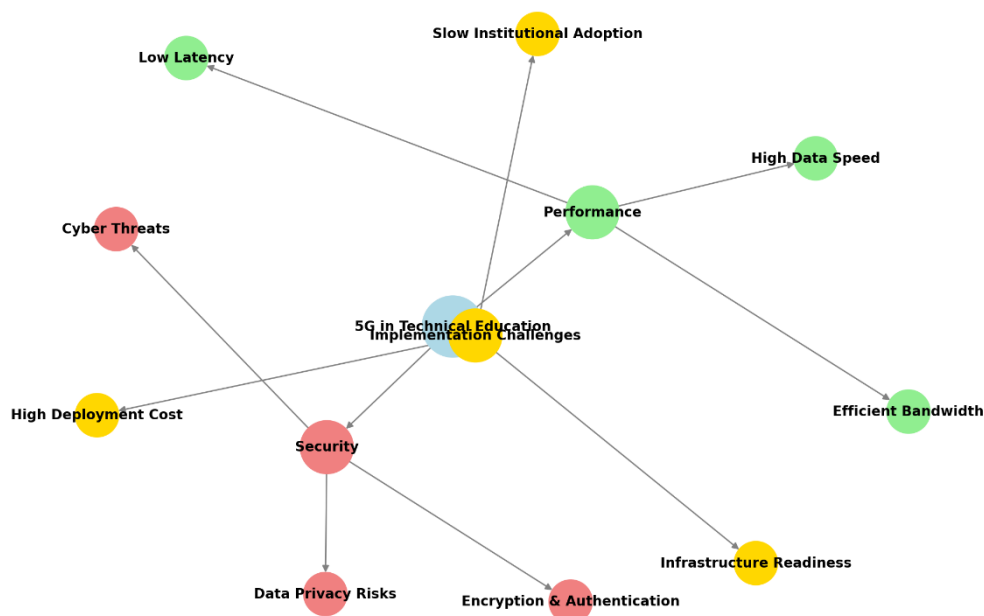 Slow Institutional Adoption
Low Latency
High Data Speed
Performance
Cyber Threats
5G in Technical Education
Implementation Challenges
High Deployment Cost
Efficient Bandwidth
Security
Infrastructure Readiness
Data Privacy Risks
Encryption & Authentication